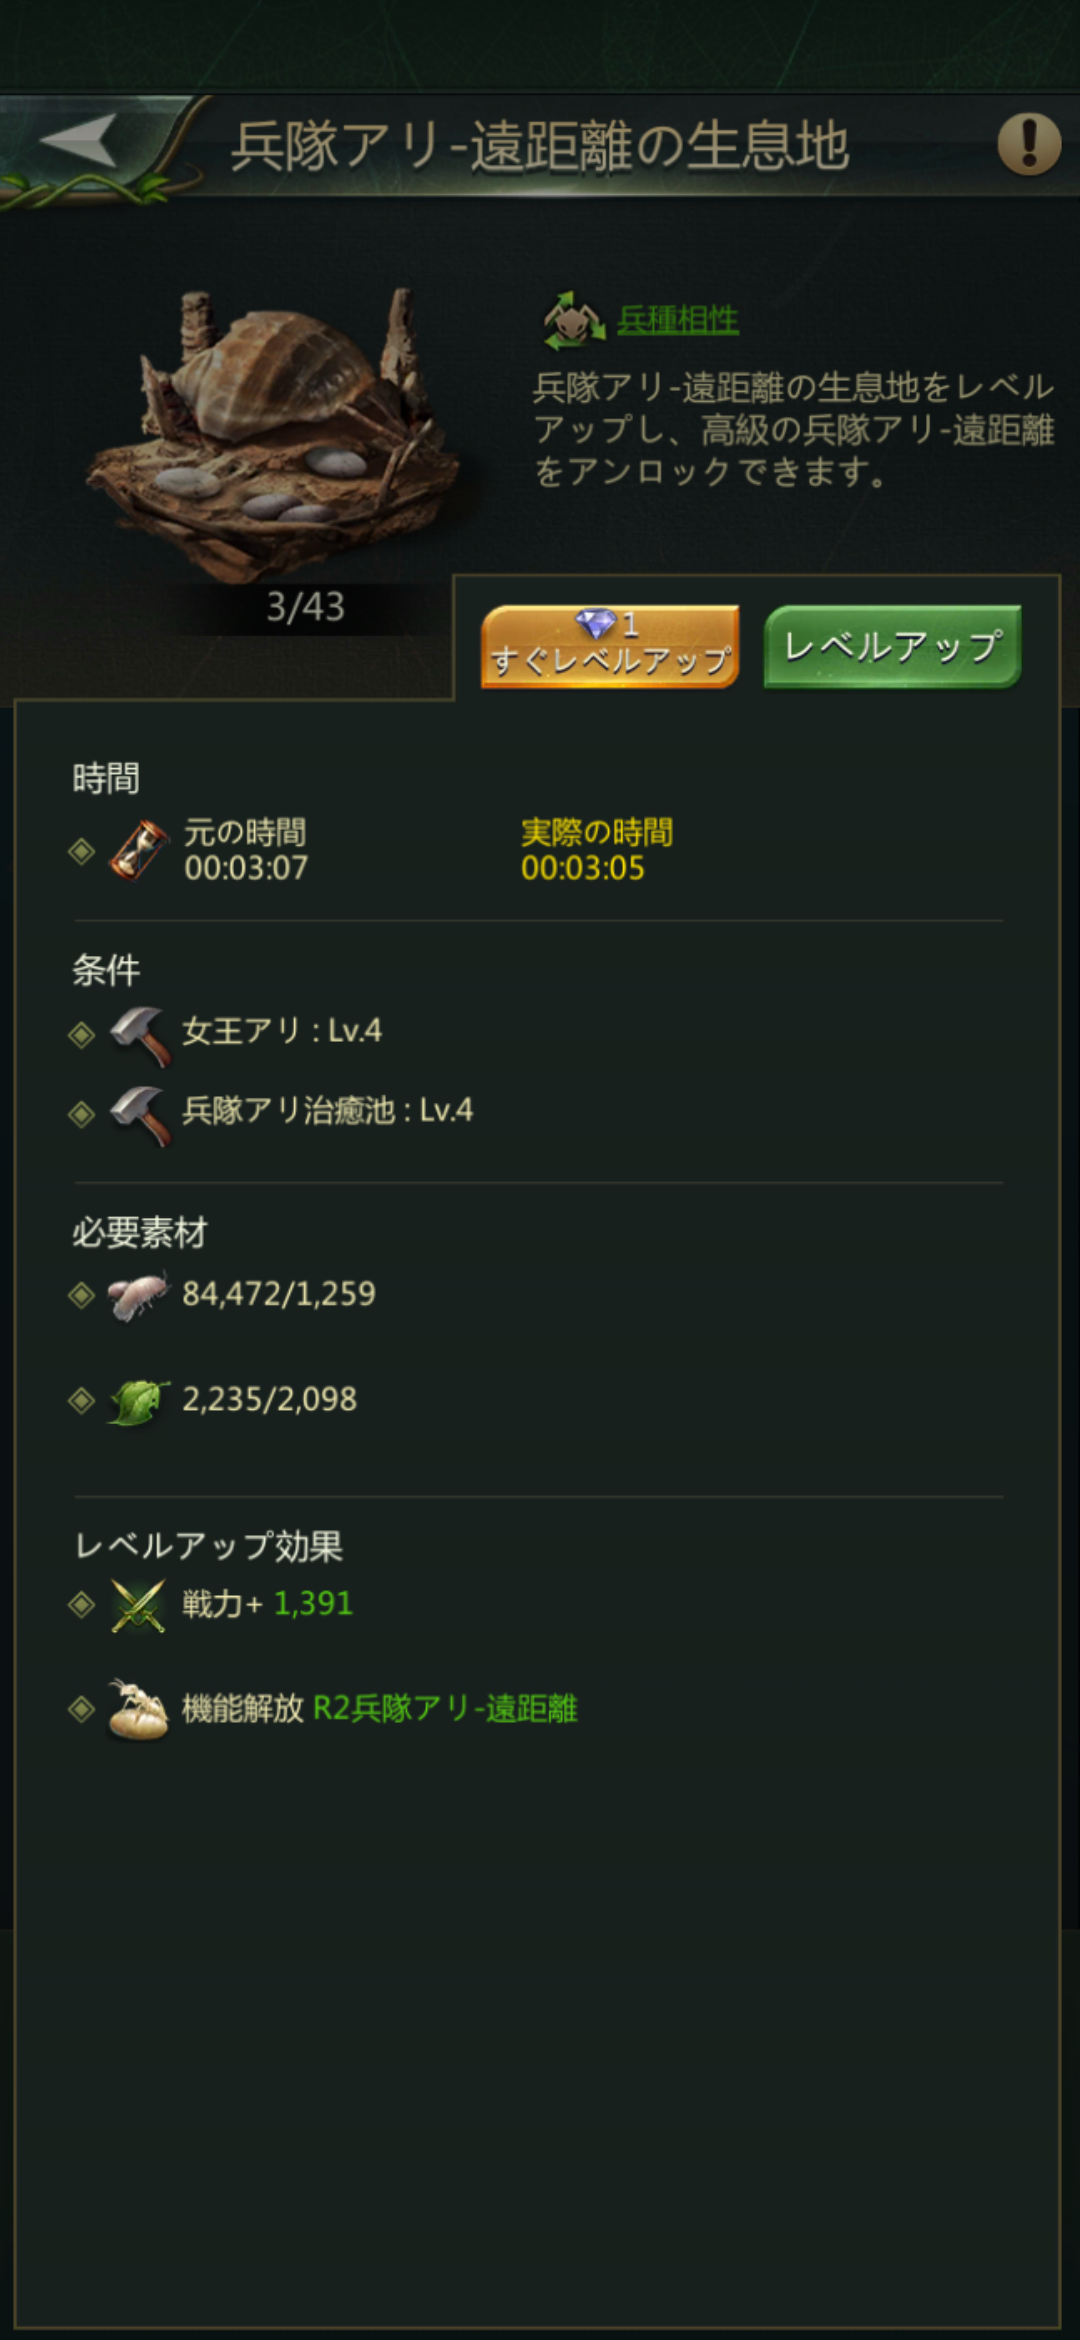 兵隊アリ-遠距離の生息地
兵種相性
兵隊アリ-遠距離の生息地をレベル
アップし、高級の兵隊アリ-遠距離
をアンロックできます。
3/43
1
すぐレベルアップ
レベルアップ
時間
元の時間
00:03:07
実際の時間
00:03:05
条件
女王アリ : Lv.4
兵隊アリ治癒池 : Lv.4
必要素材
84,472/1,259
2,235/2,098
レベルアップ効果
戦力+ 1,391
機能解放 R2兵隊アリ-遠距離